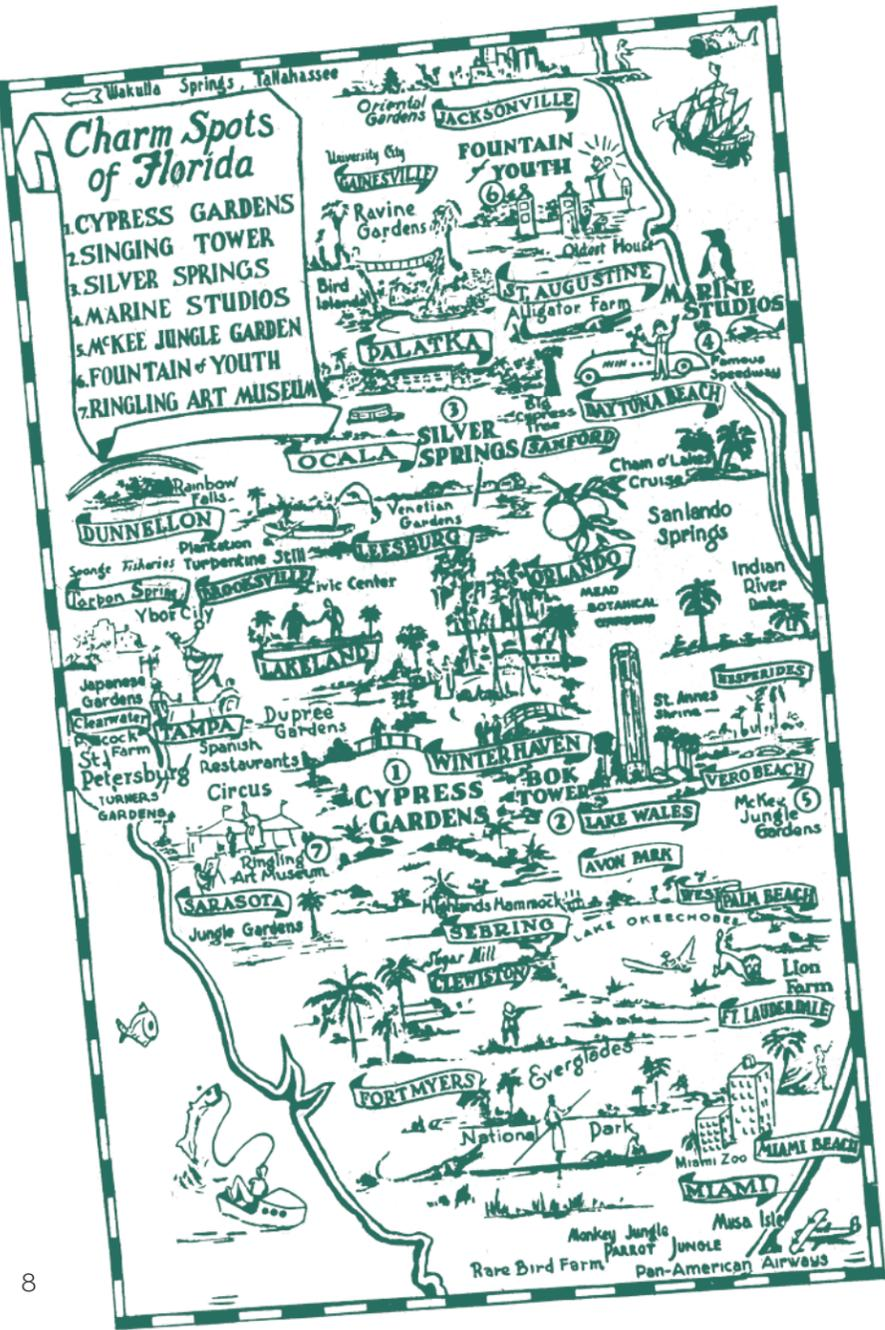 Wakulla Springs, Tallahassee
Charm Spots
of Florida
1. CYPRESS GARDENS
2. SINGING TOWER
3. SILVER SPRINGS
4. MARINE STUDIOS
5. McKEE JUNGLE GARDEN
6. FOUNTAIN of YOUTH
7. RINGLING ART MUSEUM
Oriental
Gardens
JACKSONVILLE
University City
GAINESVILLE
FOUNTAIN
of YOUTH
6
Ravine
Gardens
Oldest House
Bird
Island
ST. AUGUSTINE
Alligator Farm
MARINE
STUDIOS
4
PALATKA
Famous
Speedway
Big
Cypress
Tree
DAYTONA BEACH
3
SILVER
SPRINGS
SANFORD
OCALA
Chain o' Lakes
Cruise
Rainbow
Falls
DUNNELLON
Venetian
Gardens
LEESBURG
Sanlando
Springs
Plantation
Turpentine Still
Sponge Fisheries
Tarpon Spring
BROOKSVILLE
Civic Center
ORLANDO
MEAD
BOTANICAL
GARDENS
Indian
River
Ybor City
LAKELAND
Japanese
Gardens
Clearwater
TAMPA
Dupree
Gardens
HESPERIDES
St. Annes
Shrine
Farm
St.
Petersburg
Spanish
Restaurants
TURNERS
GARDENS
Circus
1
CYPRESS
GARDENS
WINTER HAVEN
BOK
TOWER
2
LAKE WALES
VERO BEACH
McKee
Jungle
Gardens
5
AVON PARK
Ringling
Art Museum
7
SARASOTA
Jungle Gardens
Highlands Hammock
SEBRING
WEST PALM BEACH
LAKE OKEECHOBEE
Sugar Mill
CLEWISTON
Lion
Farm
FT. LAUDERDALE
FORT MYERS
Everglades
National Park
Miami Zoo
MIAMI BEACH
MIAMI
Musa Isle
Monkey Jungle
PARROT JUNGLE
Rare Bird Farm
Pan-American Airways
8